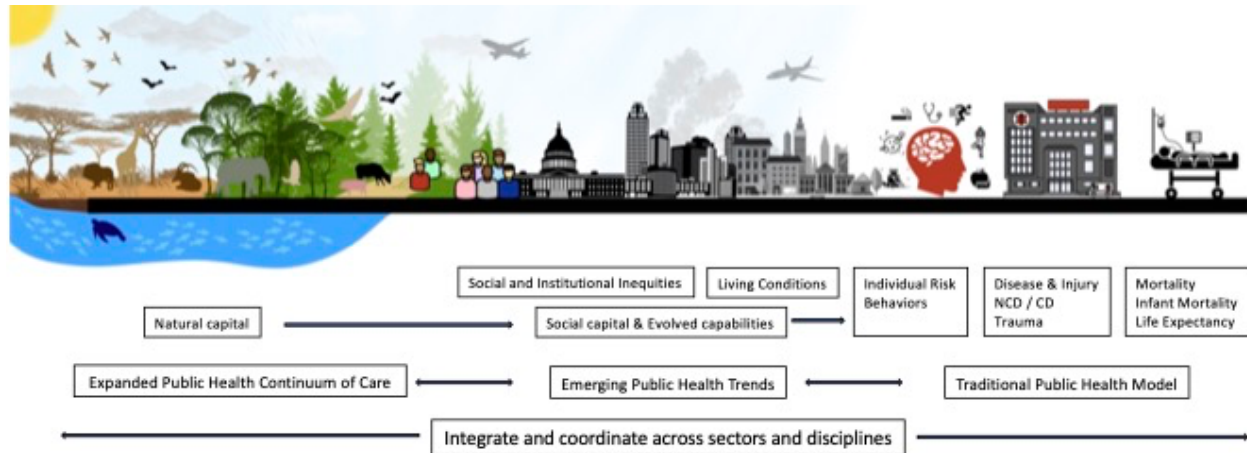 Social and Institutional Inequities
Living Conditions
Individual Risk
Behaviors
Disease & Injury
NCD / CD
Trauma
Mortality
Infant Mortality
Life Expectancy
Natural capital
Social capital & Evolved capabilities
Expanded Public Health Continuum of Care
Emerging Public Health Trends
Traditional Public Health Model
Integrate and coordinate across sectors and disciplines